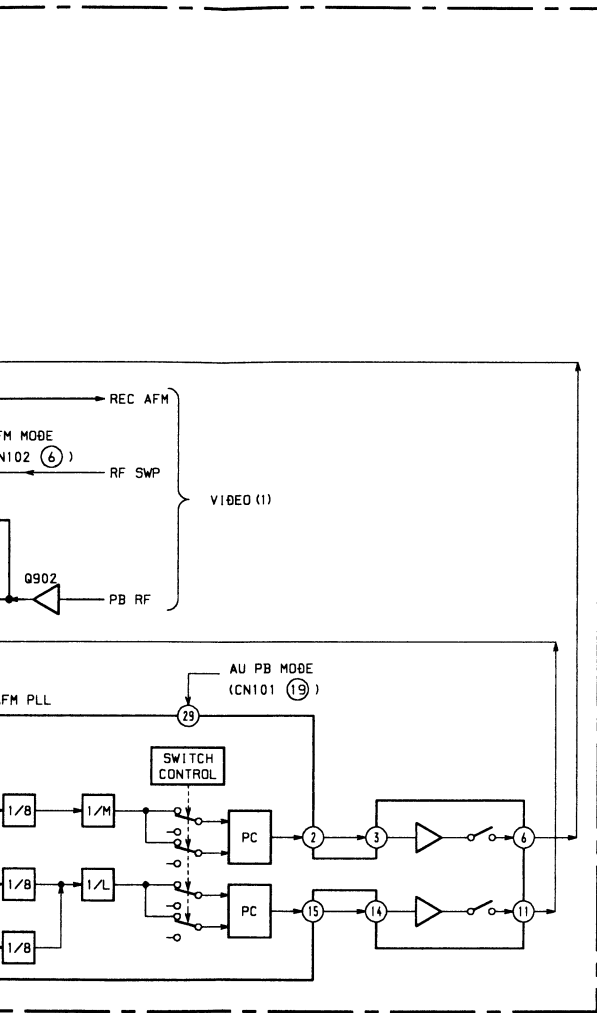 REC AFM
FM MODE
N102 (6) )
RF SWP
VIDEO (1)
Q902
PB RF
AU PB MODE
(CN101 (19) )
FM PLL
29
SWITCH
CONTROL
1/8
1/M
PC
2
3
6
1/8
1/L
PC
15
14
11
1/8